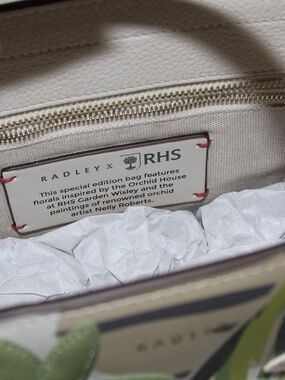 RADLEY X RHS
This special edition bag features
florals inspired by the Orchid House
at RHS Garden Wisley and the
paintings of renowned orchid
artist Nelly Roberts.
RADLEY